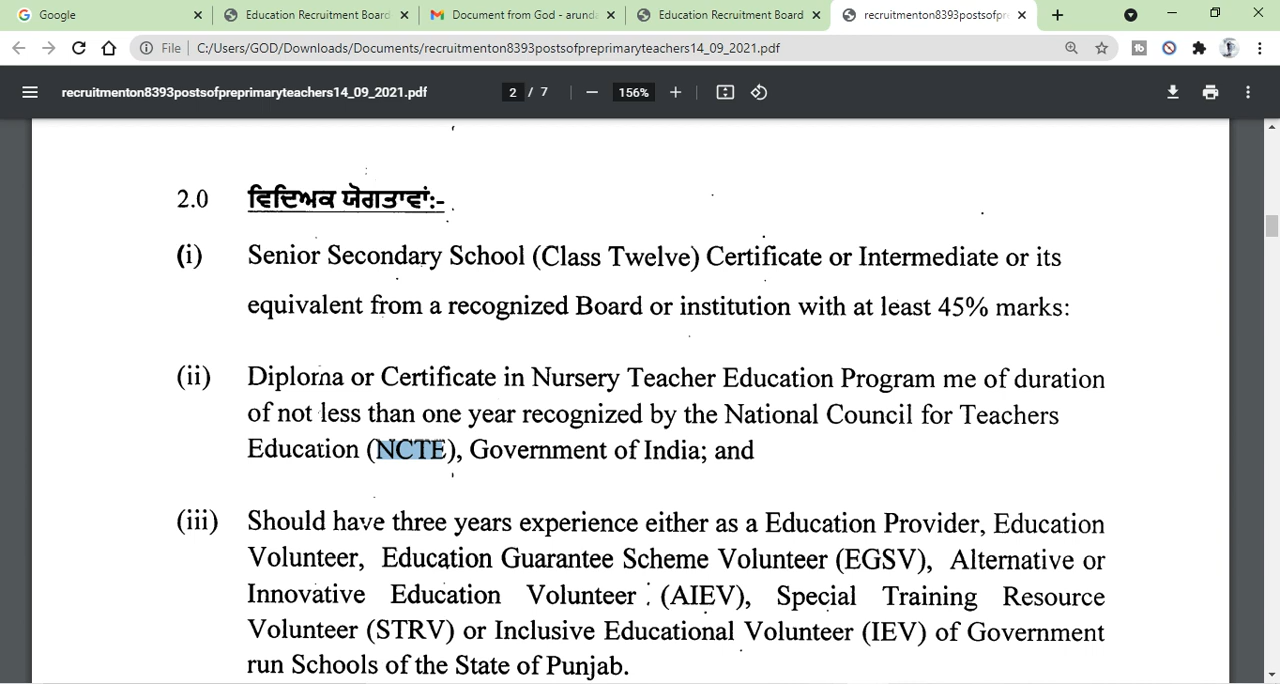 Google
Education Recruitment Board
Document from God - arunda
Education Recruitment Board
recruitmenton8393postsofpr
File
C:/Users/GOD/Downloads/Documents/recruitmenton8393postsofpreprimaryteachers14_09_2021.pdf
recruitmenton8393postsofpreprimaryteachers14_09_2021.pdf
2 / 7
156%
2.0 ਵਿਦਿਅਕ ਯੋਗਤਾਵਾਂ:-
(i) Senior Secondary School (Class Twelve) Certificate or Intermediate or its
equivalent from a recognized Board or institution with at least 45% marks:
(ii) Diploma or Certificate in Nursery Teacher Education Program me of duration
of not less than one year recognized by the National Council for Teachers
Education (NCTE), Government of India; and
(iii) Should have three years experience either as a Education Provider, Education
Volunteer, Education Guarantee Scheme Volunteer (EGSV), Alternative or
Innovative Education Volunteer (AIEV), Special Training Resource
Volunteer (STRV) or Inclusive Educational Volunteer (IEV) of Government
run Schools of the State of Punjab.